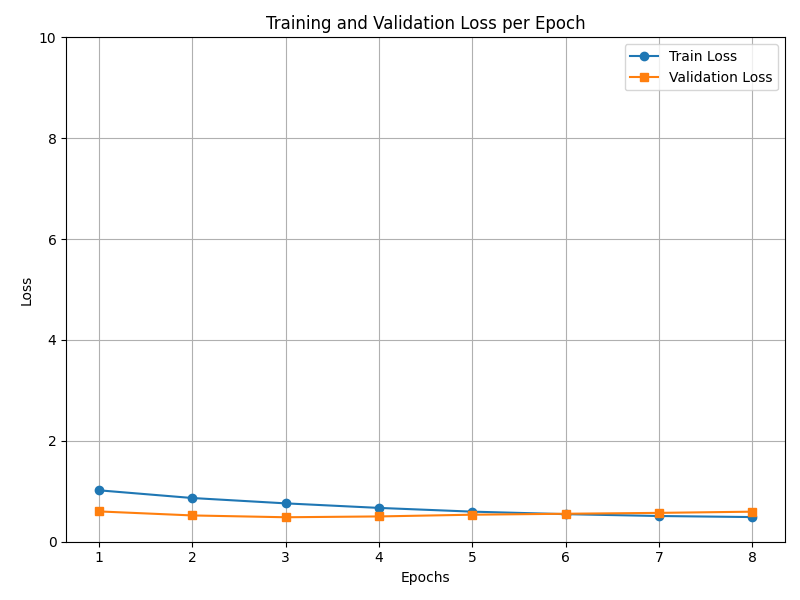 Training and Validation Loss per Epoch
Train Loss
Validation Loss
Loss
10
8
6
4
2
0
1 2 3 4 5 6 7 8
Epochs